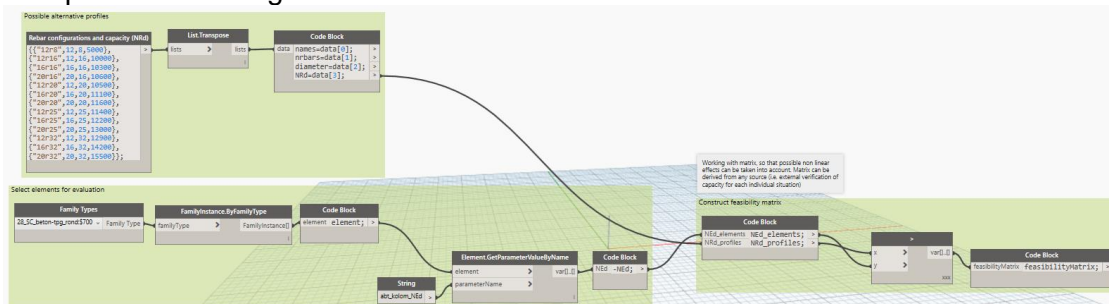 Possible alternative profiles
Rebar configurations and capacity (NRd)
{{"12r8",12,8,5000},
{"12r16",12,16,10000},
{"16r16",16,16,10300},
{"20r16",20,16,10600},
{"12r20",12,20,10500},
{"16r20",16,20,11100},
{"20r20",20,20,11600},
{"12r25",12,25,11400},
{"16r25",16,25,12200},
{"20r25",20,25,13000},
{"12r32",12,32,12900},
{"16r32",16,32,14200},
{"20r32",20,32,15500}};
>
List.Transpose
lists > lists
Code Block
data names=data[0]; >
nrbars=data[1]; >
diameter=data[2]; >
NRd=data[3]; >
Working with matrix, so that possible non linear
effects can be taken into account. Matrix can be
derived from any source (i.e. external verification of
capacity for each individual situation)
Select elements for evaluation
Family Types
28_SC_beton-tpg_rond:$700 Family Type
FamilyInstance.ByFamilyType
familyType > FamilyInstance[]
Code Block
element element; >
Element.GetParameterValueByName
element > var[]..[]
parameterName >
String
abt_kolom_NEd >
Code Block
NEd -NEd; >
Construct feasibility matrix
Code Block
NEd_elements NEd_elements; >
NRd_profiles NRd_profiles; >
>
x > var[]..[]
y >
xxx
Code Block
feasibilityMatrix feasibilityMatrix; >